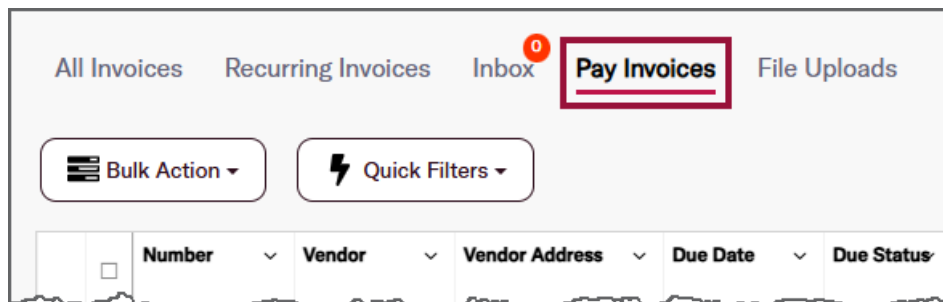 All Invoices Recurring Invoices Inbox 0 Pay Invoices File Uploads
Bulk Action Quick Filters
Number Vendor Vendor Address Due Date Due Status